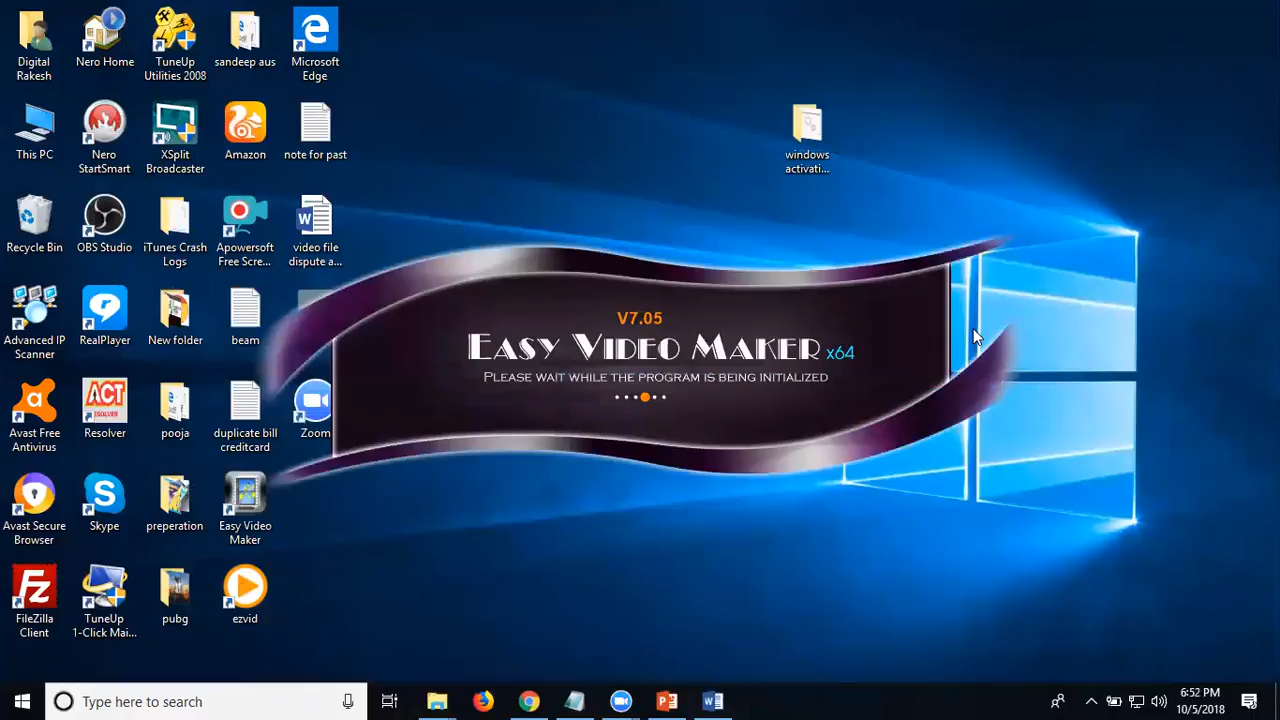 Digital
Rakesh
Nero Home
TuneUp
Utilities 2008
sandeep aus
Microsoft
Edge
This PC
Nero
StartSmart
XSplit
Broadcaster
Amazon
note for past
windows
activati...
Recycle Bin
OBS Studio
iTunes Crash
Logs
Apowersoft
Free Scre...
video file
dispute a...
Advanced IP
Scanner
RealPlayer
New folder
beam
V7.05
EASY VIDEO MAKER x64
PLEASE WAIT WHILE THE PROGRAM IS BEING INITIALIZED
Avast Free
Antivirus
ACT
RESOLVER
Resolver
pooja
duplicate bill
creditcard
Zoom
Avast Secure
Browser
Skype
preperation
Easy Video
Maker
FileZilla
Client
TuneUp
1-Click Mai...
pubg
ezvid
Type here to search
6:52 PM
10/5/2018